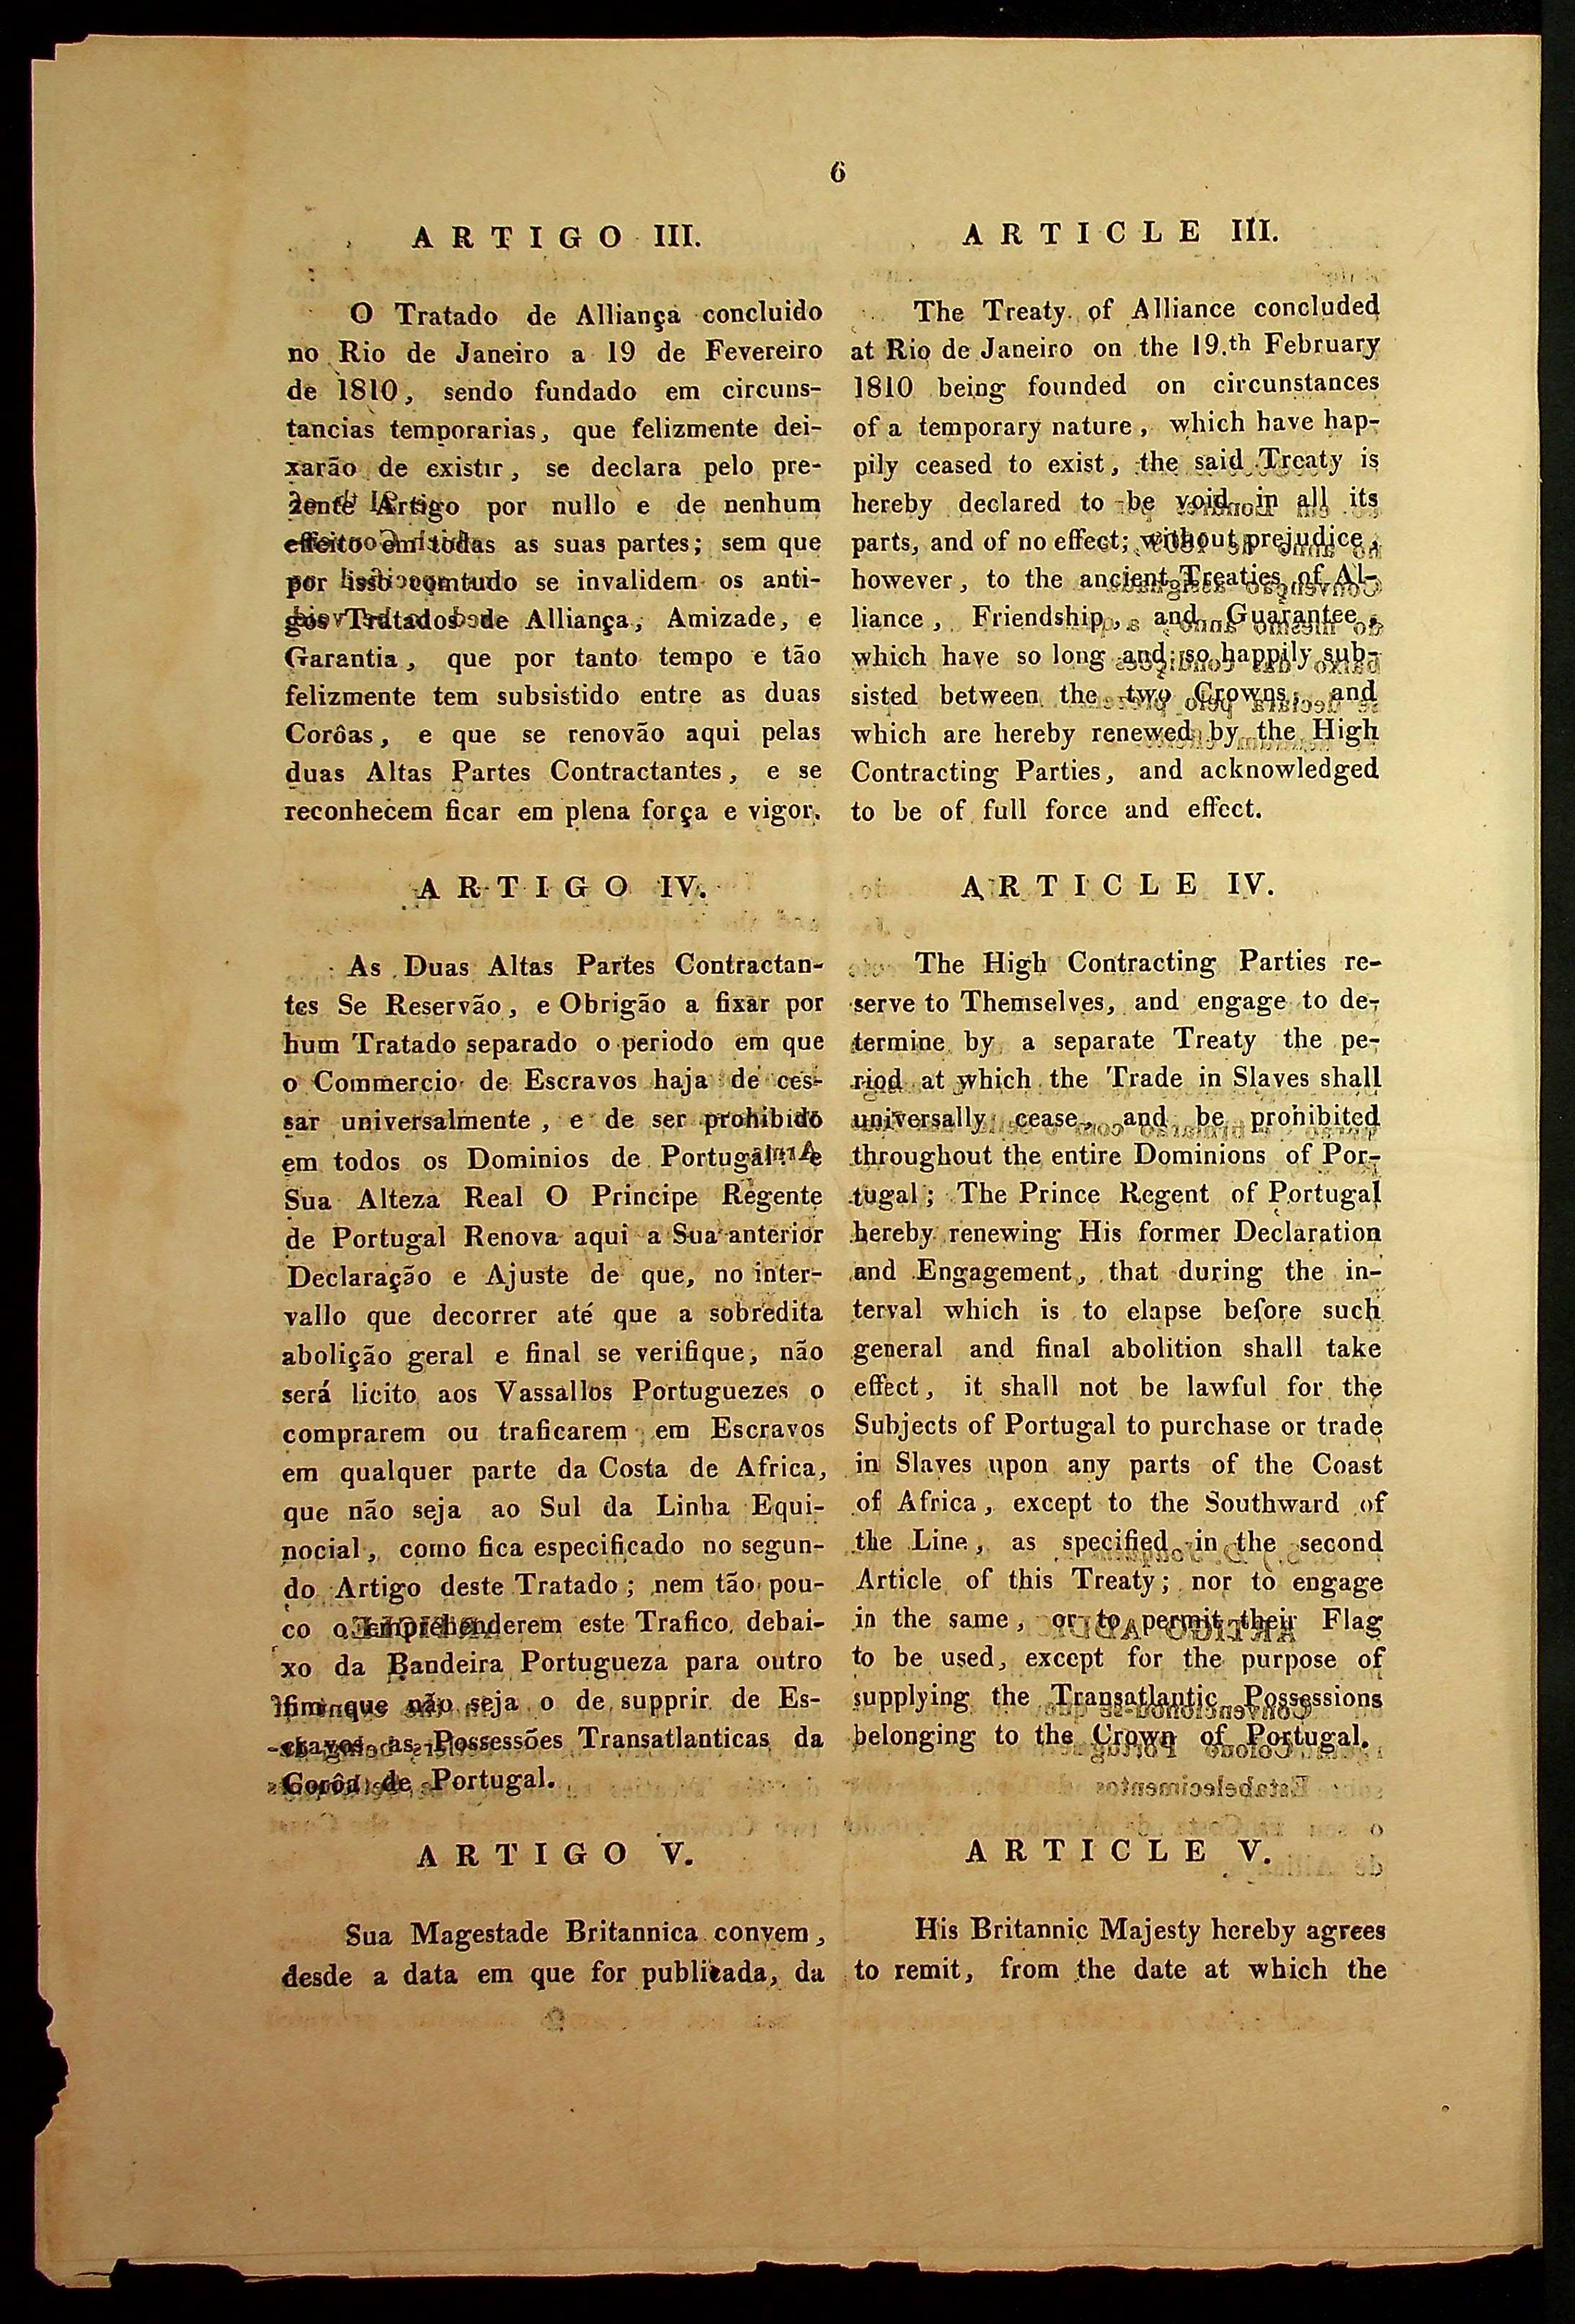 6
ARTIGO III.
O Tratado de Alliança concluido
no Rio de Janeiro a 19 de Fevereiro
de 1810, sendo fundado em circuns-
tancias temporarias, que felizmente dei-
xarão de existir, se declara pelo pre-
zente Artigo por nullo e de nenhum
effeito em todas as suas partes; sem que
por isso comtudo se invalidem os anti-
gos Tratados de Alliança, Amizade, e
Garantia, que por tanto tempo e tão
felizmente tem subsistido entre as duas
Corôas, e que se renovão aqui pelas
duas Altas Partes Contractantes, e se
reconhecem ficar em plena força e vigor.
ARTIGO IV.
As Duas Altas Partes Contractan-
tes Se Reservão, e Obrigão a fixar por
hum Tratado separado o periodo em que
o Commercio de Escravos haja de ces-
sar universalmente, e de ser prohibido
em todos os Dominios de Portugal: e
Sua Alteza Real O Principe Regente
de Portugal Renova aqui a Sua anterior
Declaração e Ajuste de que, no inter-
vallo que decorrer até que a sobredita
abolição geral e final se verifique, não
será licito aos Vassallos Portuguezes o
comprarem ou traficarem em Escravos
em qualquer parte da Costa de Africa,
que não seja ao Sul da Linha Equi-
nocial, como fica especificado no segun-
do Artigo deste Tratado; nem tão pou-
co o emprehenderem este Trafico debai-
xo da Bandeira Portugueza para outro
fim que não seja o de supprir de Es-
cravos as Possessões Transatlanticas da
Corôa de Portugal.
ARTIGO V.
Sua Magestade Britannica convem,
desde a data em que for publicada, da
ARTICLE III.
The Treaty of Alliance concluded
at Rio de Janeiro on the 19.th February
1810 being founded on circunstances
of a temporary nature, which have hap-
pily ceased to exist, the said Treaty is
hereby declared to be void in all its
parts, and of no effect; without prejudice,
however, to the ancient Treaties of Al-
liance, Friendship, and Guarantee,
which have so long and so happily sub-
sisted between the two Crowns, and
which are hereby renewed by the High
Contracting Parties, and acknowledged
to be of full force and effect.
ARTICLE IV.
The High Contracting Parties re-
serve to Themselves, and engage to de-
termine by a separate Treaty the pe-
riod at which the Trade in Slaves shall
universally cease, and be prohibited
throughout the entire Dominions of Por-
tugal; The Prince Regent of Portugal
hereby renewing His former Declaration
and Engagement, that during the in-
terval which is to elapse before such
general and final abolition shall take
effect, it shall not be lawful for the
Subjects of Portugal to purchase or trade
in Slaves upon any parts of the Coast
of Africa, except to the Southward of
the Line, as specified in the second
Article of this Treaty; nor to engage
in the same, or to permit their Flag
to be used, except for the purpose of
supplying the Transatlantic Possessions
belonging to the Crown of Portugal.
ARTICLE V.
His Britannic Majesty hereby agrees
to remit, from the date at which the